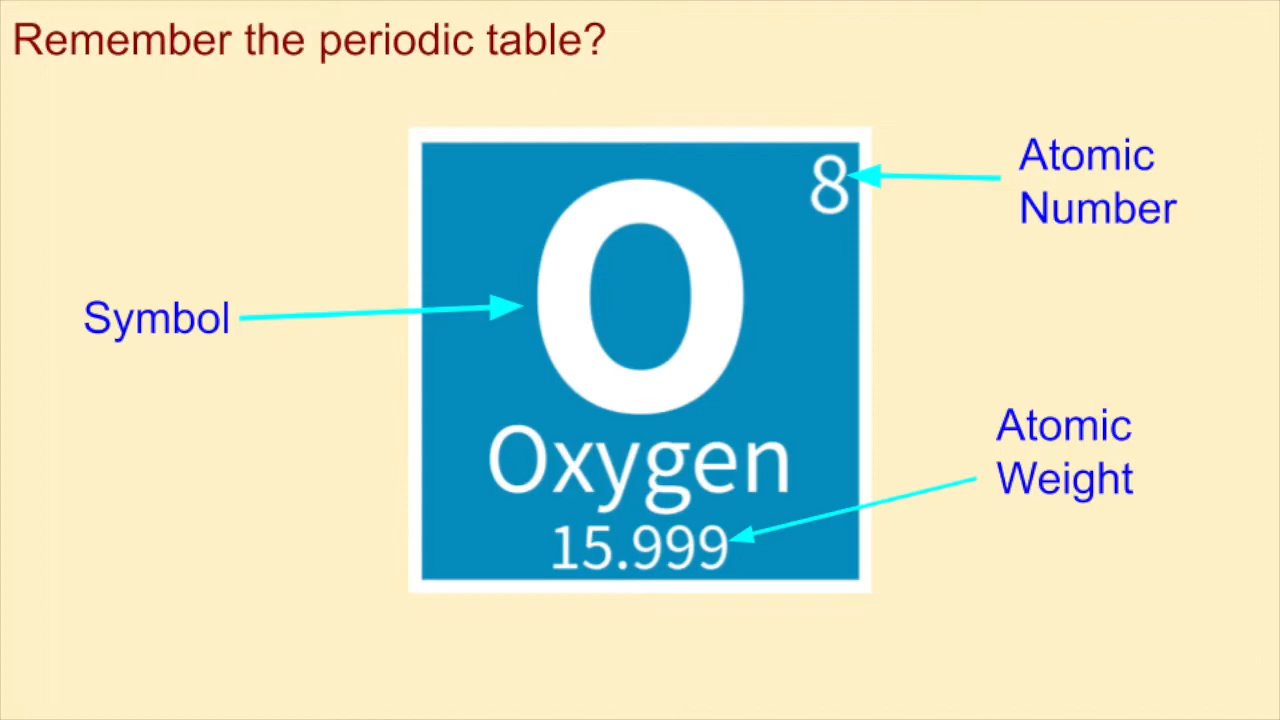 Remember the periodic table?
8
Atomic
Number
O
Symbol
Oxygen
Atomic
Weight
15.999